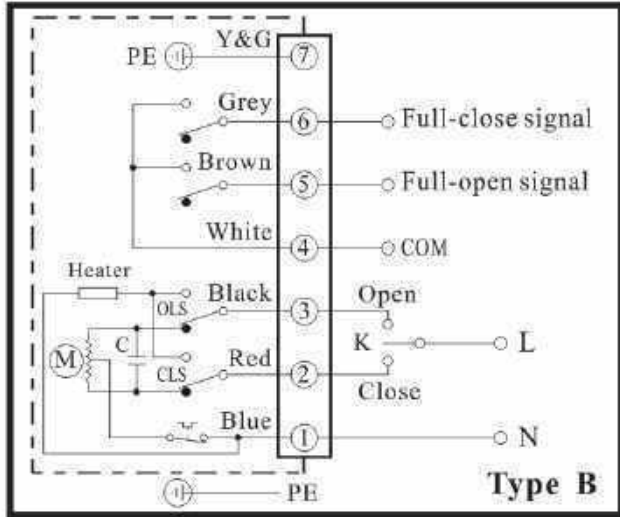 Y&G
PE 7
Grey
6 Full-close signal
Brown
5 Full-open signal
White
4 COM
Heater
Black
OLS 3 Open
K L
M C
Red
CLS 2 Close
Blue
1 N
PE
Type B